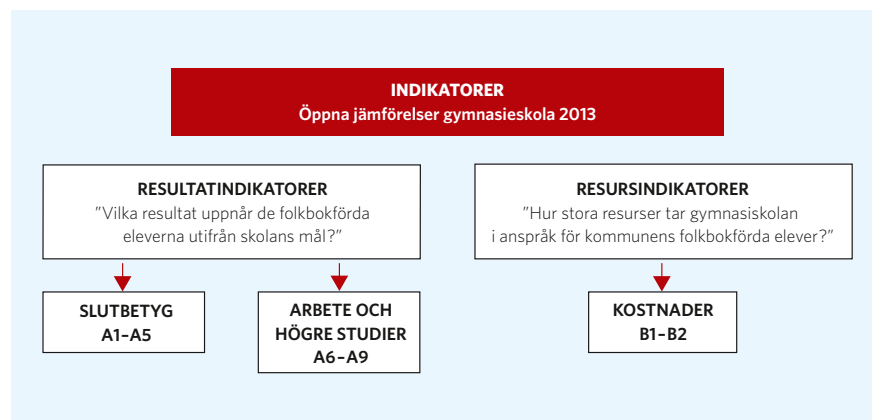 INDIKATORER
Öppna jämförelser gymnasieskola 2013
RESULTATINDIKATORER
”Vilka resultat uppnår de folkbokförda
eleverna utifrån skolans mål?”
RESURSINDIKATORER
”Hur stora resurser tar gymnasiskolan
i anspråk för kommunens folkbokförda elever?”
SLUTBETYG
A1–A5
ARBETE OCH
HÖGRE STUDIER
A6–A9
KOSTNADER
B1–B2